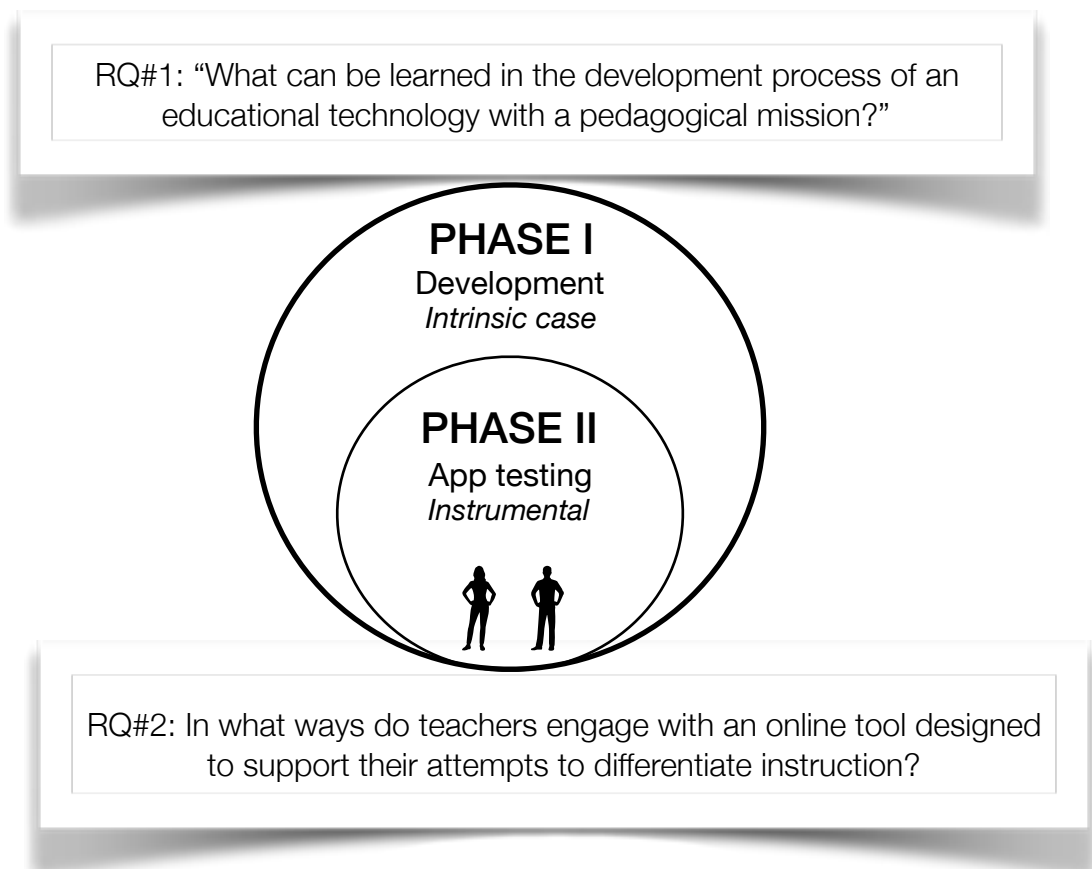 RQ#1: “What can be learned in the development process of an
educational technology with a pedagogical mission?”
PHASE I
Development
Intrinsic case
PHASE II
App testing
Instrumental
RQ#2: In what ways do teachers engage with an online tool designed
to support their attempts to differentiate instruction?